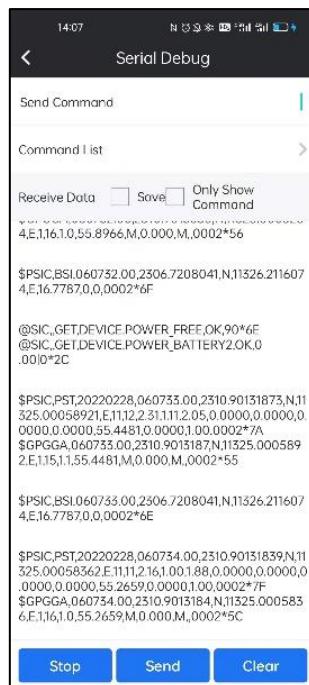 14:07
Serial Debug
Send Command
Command List
Receive Data
Save
Only Show
Command
4,E,1,16,1.0,55.8966,M,0.000,M,,0002*56
$PSIC,BSI,060732.00,2306.7208041,N,11326.211607
4,E,16.7787,0,0,0002*6F
@SIC,,GET,DEVICE.POWER_FREE,OK,90*6E
@SIC,,GET,DEVICE.POWER_BATTERY2,OK,0
.00|0*2C
$PSIC,PST,20220228,060733.00,2310.90131873,N,11
325.00058921,E,11,12,2.31,1.11,2.05,0.0000,0.0000,0.
0000,0.0000,55.4481,0.0000,1.00,0002*7A
$GPGGA,060733.00,2310.9013187,N,11325.000589
2,E,1,15,1.1,55.4481,M,0.000,M,,0002*55
$PSIC,BSI,060733.00,2306.7208041,N,11326.211607
4,E,16.7787,0,0,0002*6E
$PSIC,PST,20220228,060734.00,2310.90131839,N,11
325.00058362,E,11,11,2.16,1.00,1.88,0.0000,0.0000,0
.0000,0.0000,55.2659,0.0000,1.00,0002*7F
$GPGGA,060734.00,2310.9013184,N,11325.000583
6,E,1,16,1.0,55.2659,M,0.000,M,,0002*5C
Stop
Send
Clear